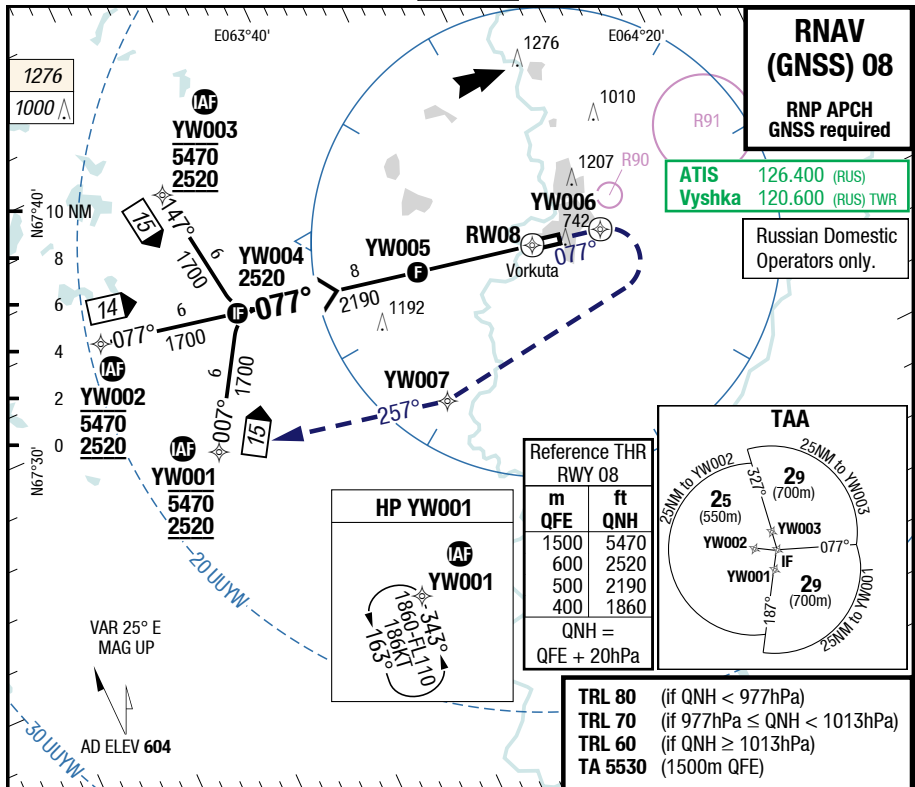 E063°40'
E064°20'
RNAV
(GNSS) 08
RNP APCH
GNSS required
1276
1000
IAF
YW003
5470
2520
1276
1010
R91
R90
1207
ATIS 126.400 (RUS)
Vyshka 120.600 (RUS) TWR
Russian Domestic
Operators only.
N67°40'
10 NM
8
6
4
2
0
N67°30'
15
147°
6
1700
YW004
2520
YW005
RW08
YW006
742
077°
Vorkuta
14
077°
6
1700
IF
077°
8
2190
F
1192
IAF
YW002
5470
2520
6
1700
007°
15
IAF
YW001
5470
2520
YW007
257°
20 UUYW
30 UUYW
HP YW001
IAF
YW001
343°
1860-FL110
186KT
163°
Reference THR
RWY 08
m ft
QFE QNH
1500 5470
600 2520
500 2190
400 1860
QNH =
QFE + 20hPa
TAA
25NM to YW002
25NM to YW003
25NM to YW001
327°
29
(700m)
25
(550m)
YW003
YW002
077°
IF
YW001
29
(700m)
187°
VAR 25° E
MAG UP
AD ELEV 604
TRL 80 (if QNH < 977hPa)
TRL 70 (if 977hPa ≤ QNH < 1013hPa)
TRL 60 (if QNH ≥ 1013hPa)
TA 5530 (1500m QFE)